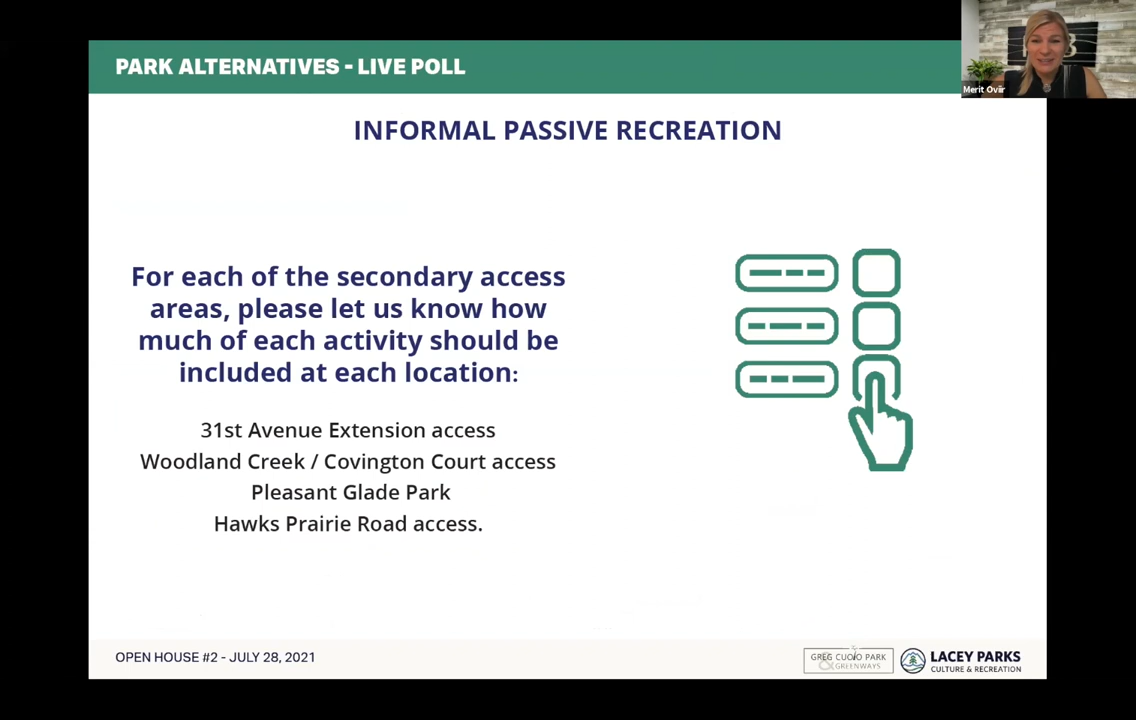 PARK ALTERNATIVES - LIVE POLL
Merit Oviir
INFORMAL PASSIVE RECREATION
For each of the secondary access
areas, please let us know how
much of each activity should be
included at each location:
31st Avenue Extension access
Woodland Creek / Covington Court access
Pleasant Glade Park
Hawks Prairie Road access.
OPEN HOUSE #2 - JULY 28, 2021
GREG CUOIO PARK
& GREENWAYS
LACEY PARKS
CULTURE & RECREATION